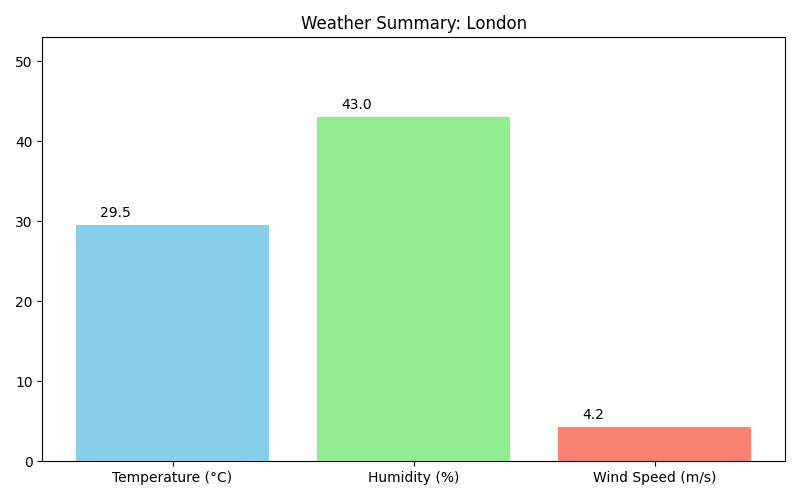 Weather Summary: London
50
40
30
20
10
0
29.5
43.0
4.2
Temperature (°C)
Humidity (%)
Wind Speed (m/s)